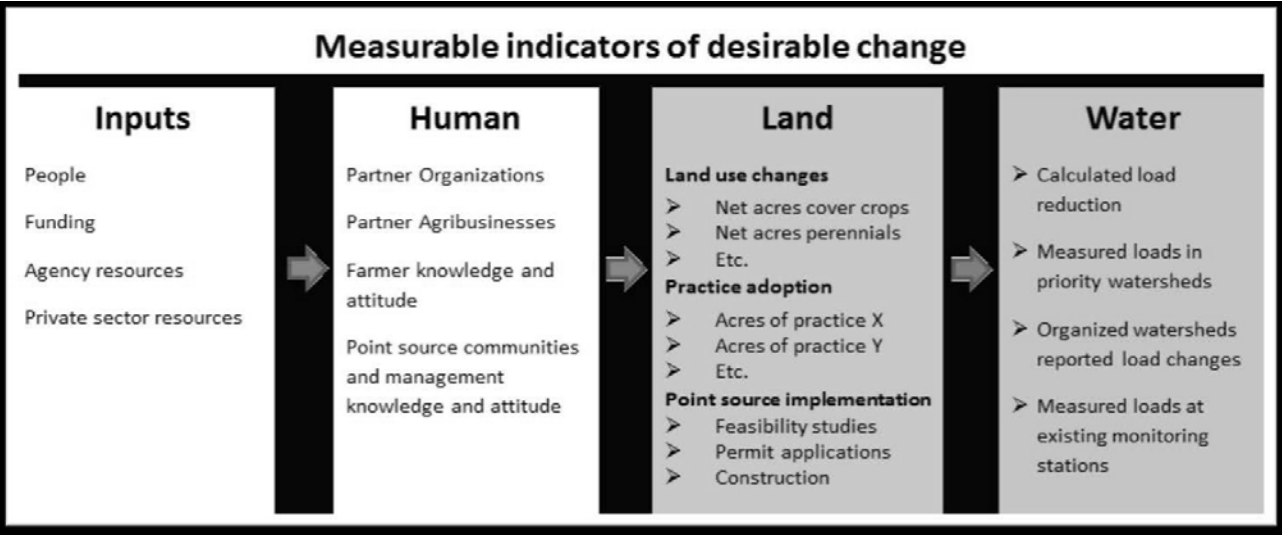 Measurable indicators of desirable change
Inputs
People
Funding
Agency resources
Private sector resources
Human
Partner Organizations
Partner Agribusinesses
Farmer knowledge and
attitude
Point source communities
and management
knowledge and attitude
Land
Land use changes
➢ Net acres cover crops
➢ Net acres perennials
➢ Etc.
Practice adoption
➢ Acres of practice X
➢ Acres of practice Y
➢ Etc.
Point source implementation
➢ Feasibility studies
➢ Permit applications
➢ Construction
Water
➢ Calculated load
reduction
➢ Measured loads in
priority watersheds
➢ Organized watersheds
reported load changes
➢ Measured loads at
existing monitoring
stations